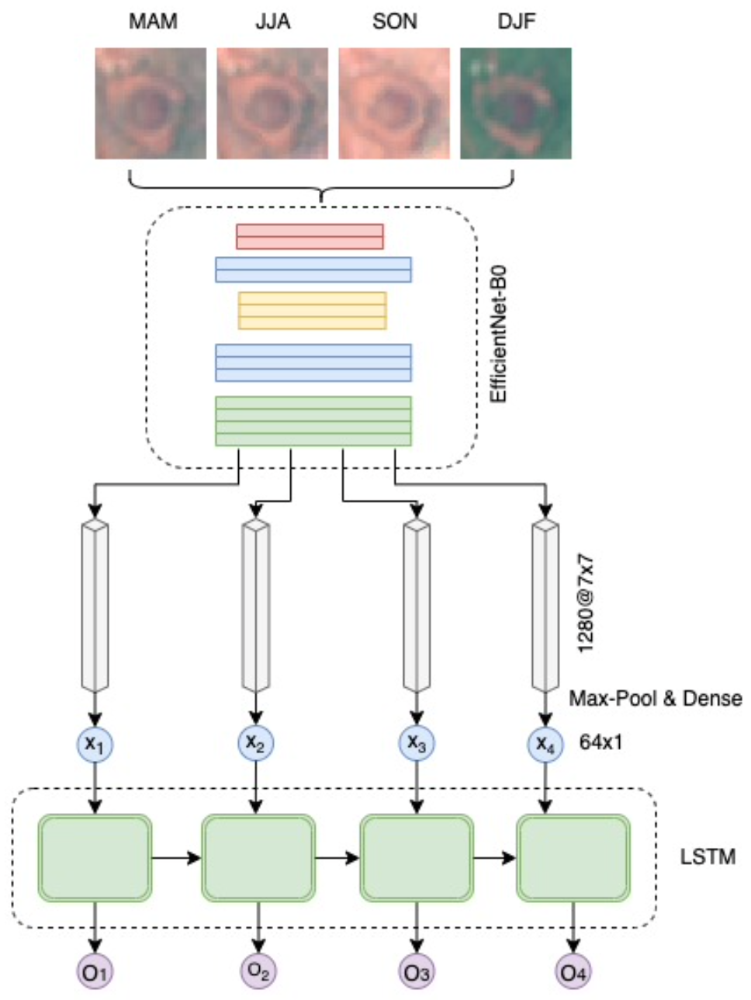 MAM JJA SON DJF
EfficientNet-B0
1280@7x7
Max-Pool & Dense
x1 x2 x3 x4 64x1
LSTM
O1 O2 O3 O4